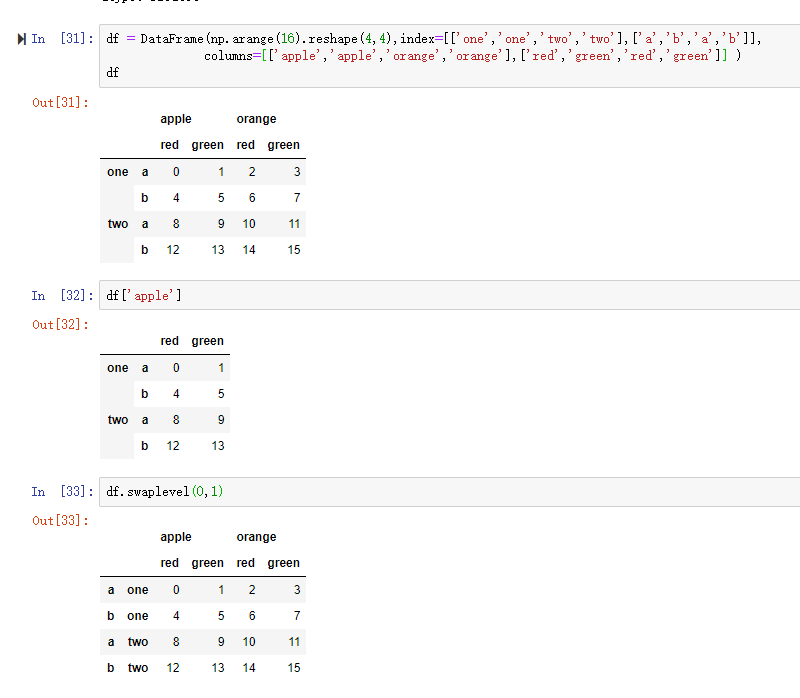 In [31]: df = DataFrame(np.arange(16).reshape(4,4),index=[['one','one','two','two'],['a','b','a','b']],
columns=[['apple','apple','orange','orange'],['red','green','red','green']] )
df
Out[31]:
apple orange
red green red green
one a 0 1 2 3
b 4 5 6 7
two a 8 9 10 11
b 12 13 14 15
In [32]: df['apple']
Out[32]:
red green
one a 0 1
b 4 5
two a 8 9
b 12 13
In [33]: df.swaplevel(0,1)
Out[33]:
apple orange
red green red green
a one 0 1 2 3
b one 4 5 6 7
a two 8 9 10 11
b two 12 13 14 15